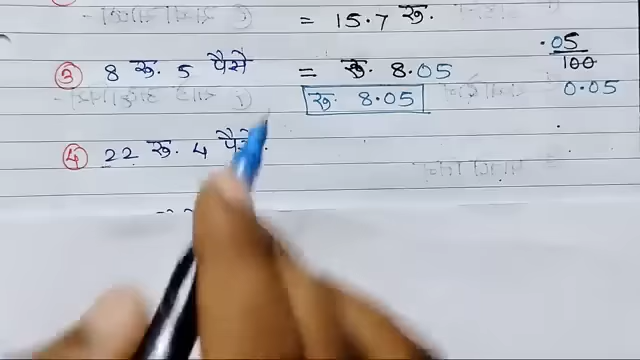 = 15.7 रू.
③ 8 रू. 5 पैसे = रू. 8.05
रू. 8.05
.05
100
0.05
④ 22 रू. 4 पैसे.